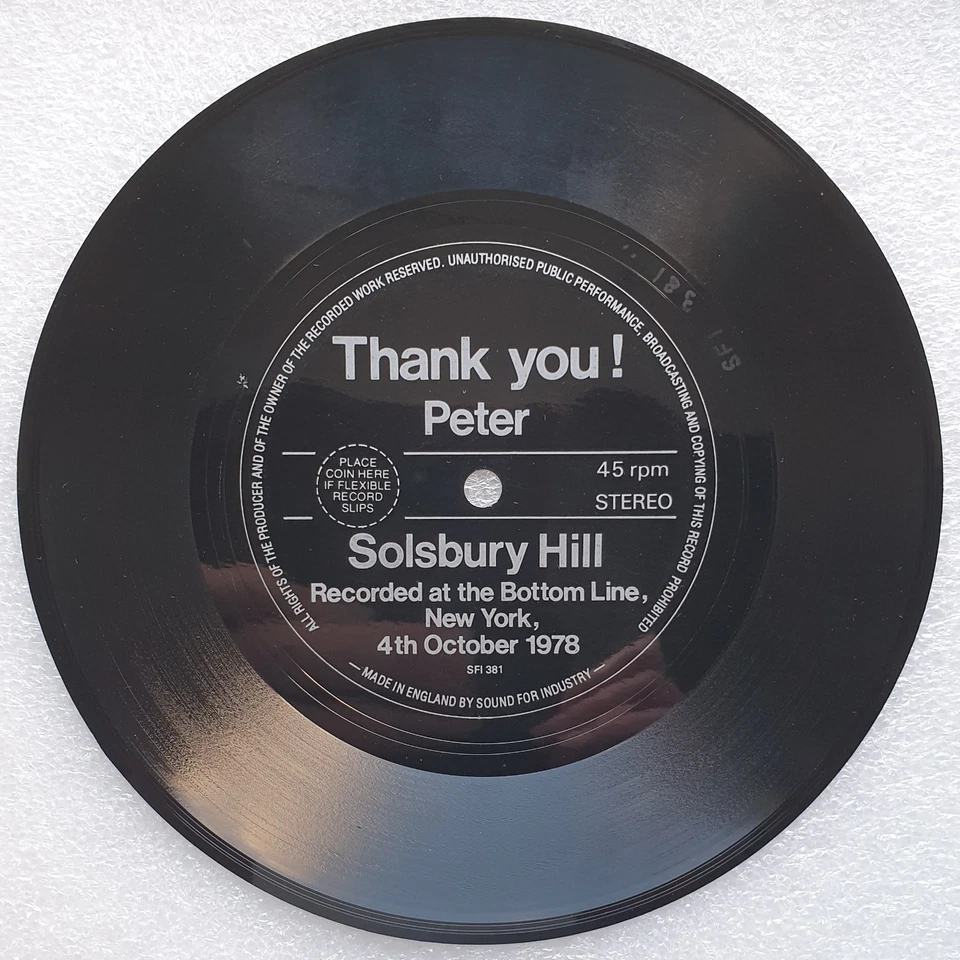 ALL RIGHTS OF THE PRODUCER AND OF THE OWNER OF THE RECORDED WORK RESERVED. UNAUTHORISED PUBLIC PERFORMANCE, BROADCASTING AND COPYING OF THIS RECORD PROHIBITED
Thank you!
Peter
PLACE
COIN HERE
IF FLEXIBLE
RECORD
SLIPS
45 rpm
STEREO
Solsbury Hill
Recorded at the Bottom Line,
New York,
4th October 1978
SFI 381
— MADE IN ENGLAND BY SOUND FOR INDUSTRY —
SFI 381